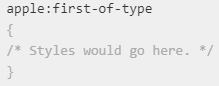 apple:first-of-type
{
/* Styles would go here. */
}